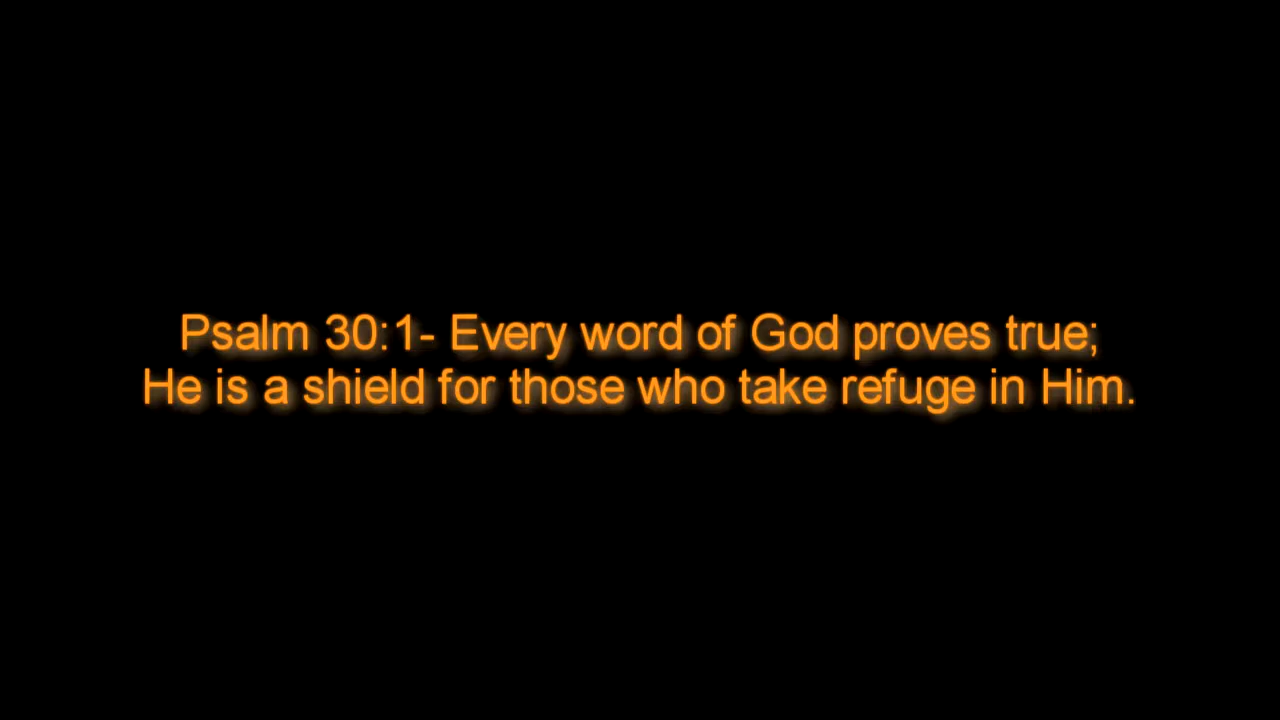 Psalm 30:1- Every word of God proves true;
He is a shield for those who take refuge in Him.